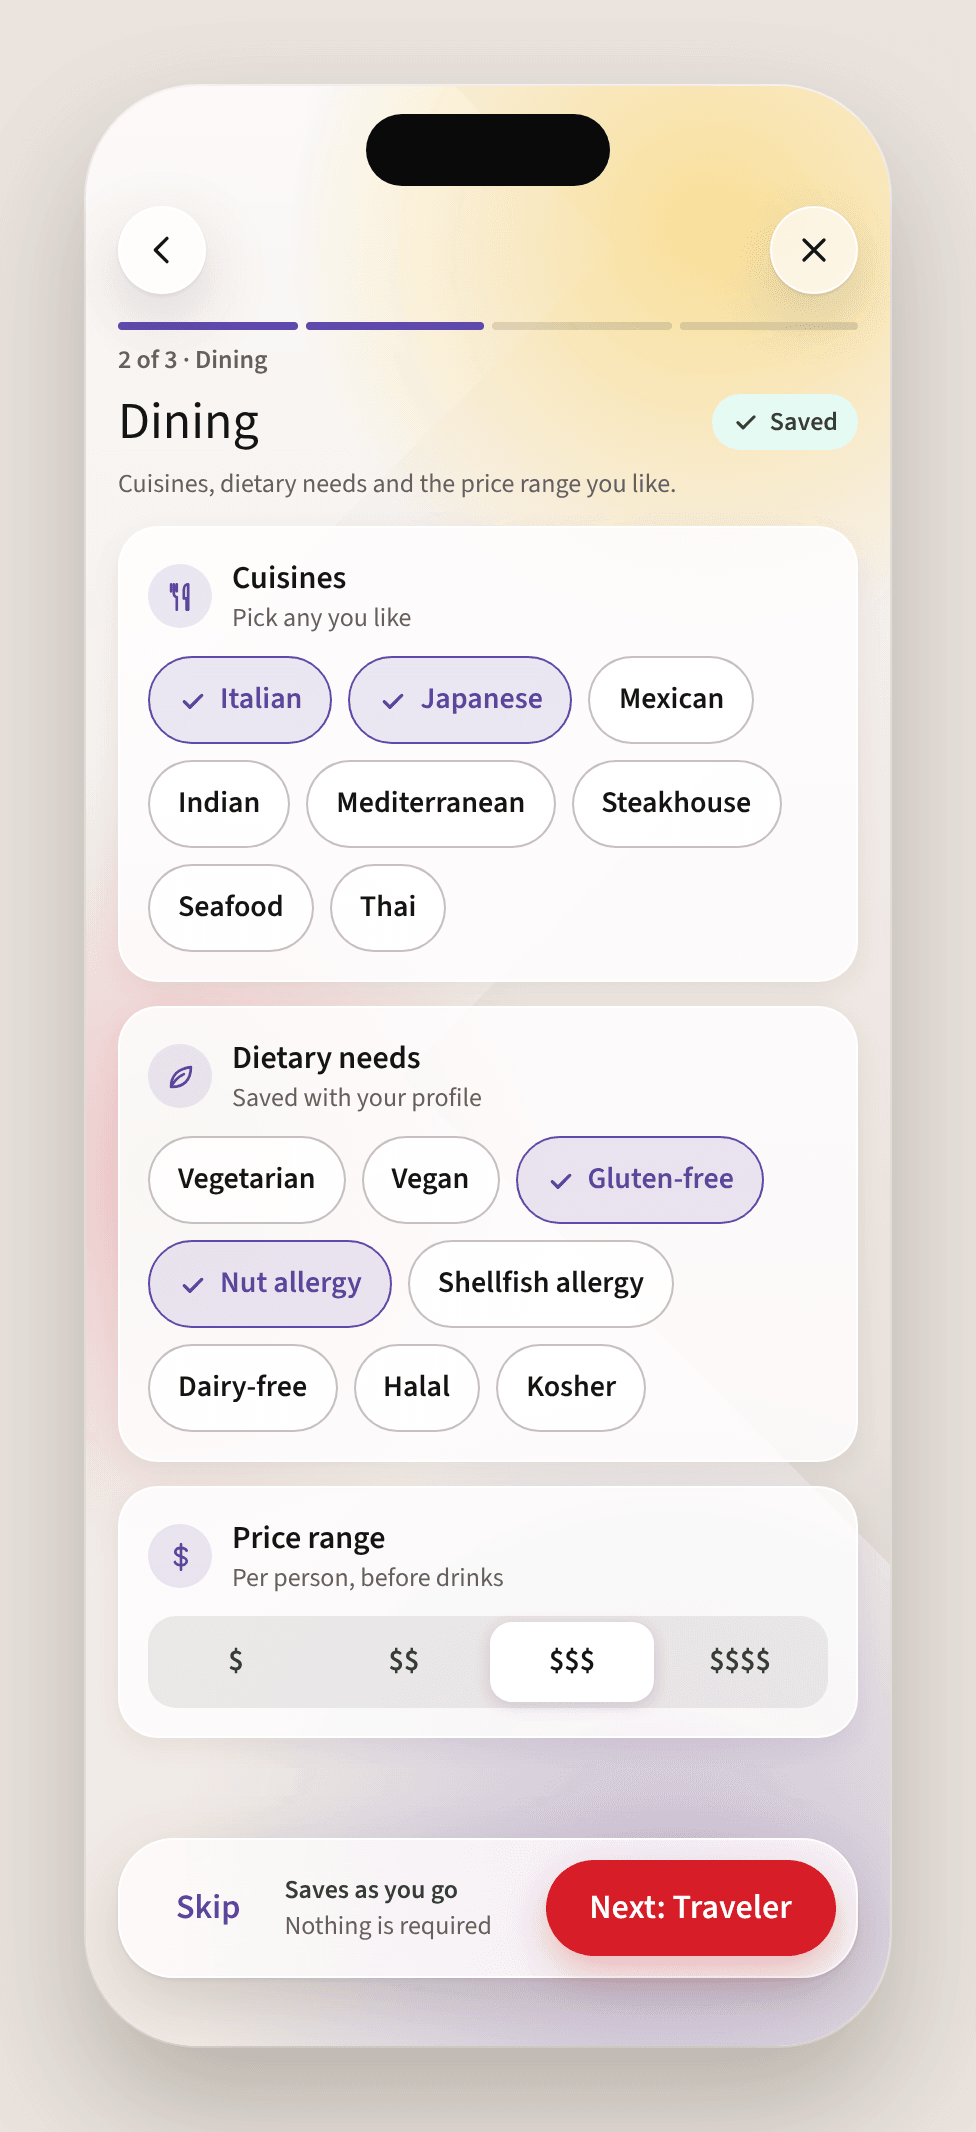 2 of 3 · Dining
Dining
Saved
Cuisines, dietary needs and the price range you like.
Cuisines
Pick any you like
Italian Japanese Mexican
Indian Mediterranean Steakhouse
Seafood Thai
Dietary needs
Saved with your profile
Vegetarian Vegan Gluten-free
Nut allergy Shellfish allergy
Dairy-free Halal Kosher
$
Price range
Per person, before drinks
$ $$ $$$ $$$$
Skip
Saves as you go
Nothing is required
Next: Traveler